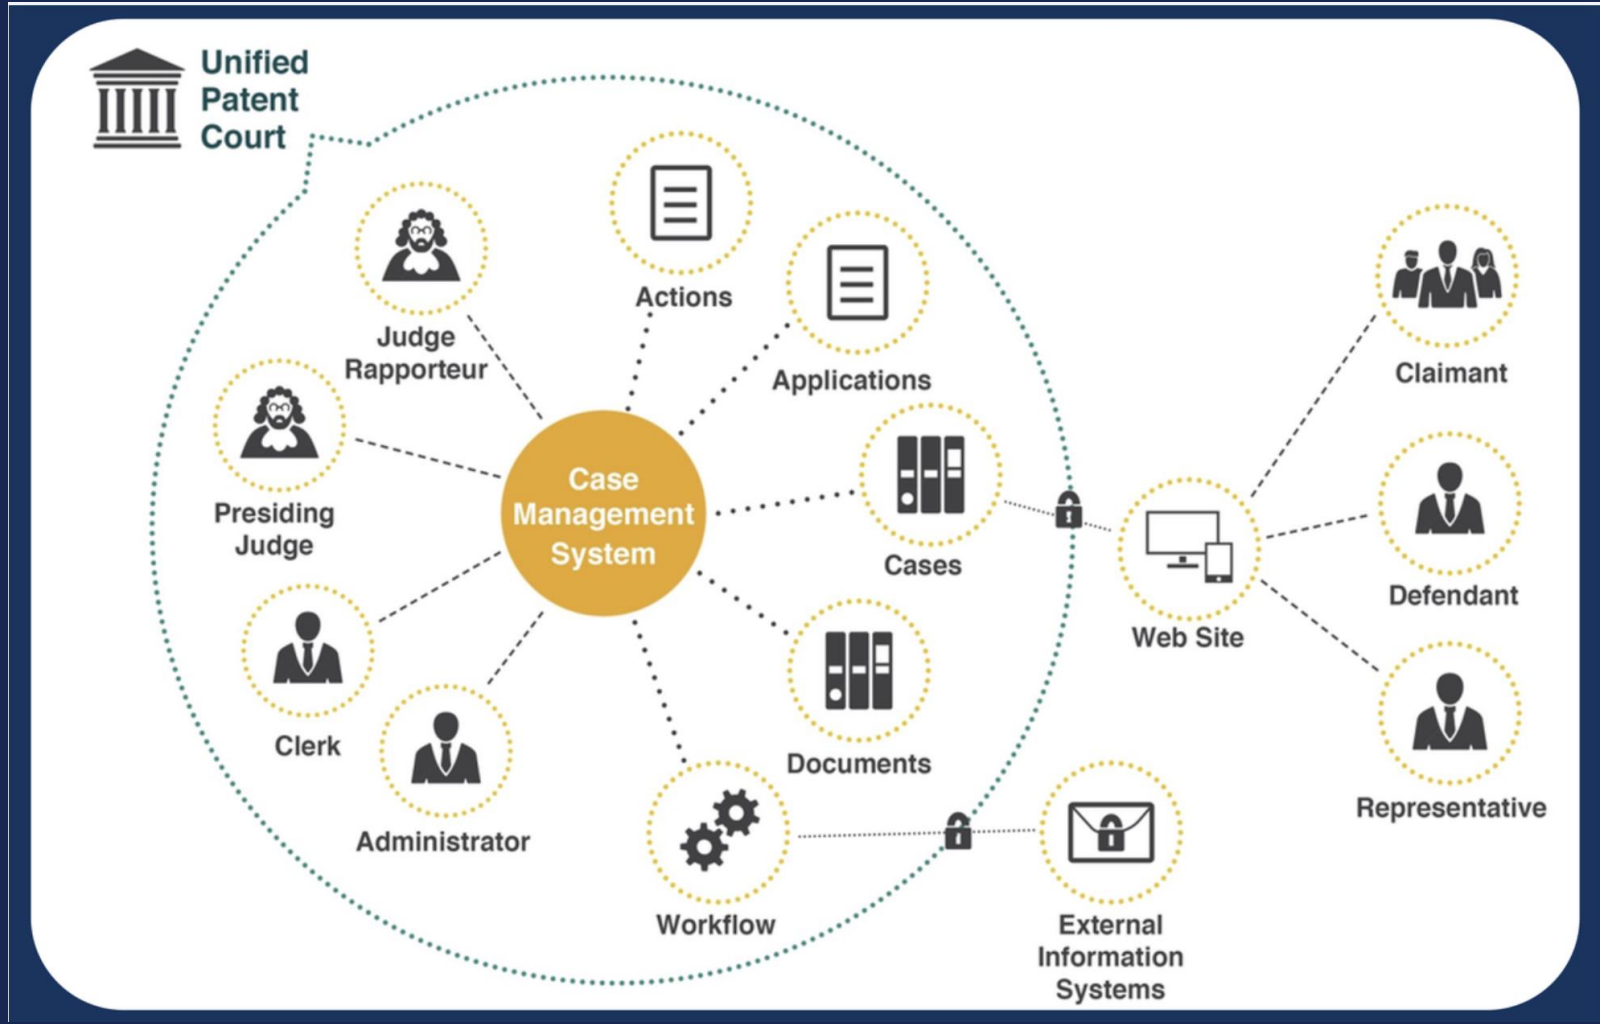 Unified
Patent
Court
Actions
Judge
Rapporteur
Applications
Claimant
Presiding
Judge
Case
Management
System
Cases
Defendant
Web Site
Clerk
Documents
Administrator
Representative
Workflow
External
Information
Systems